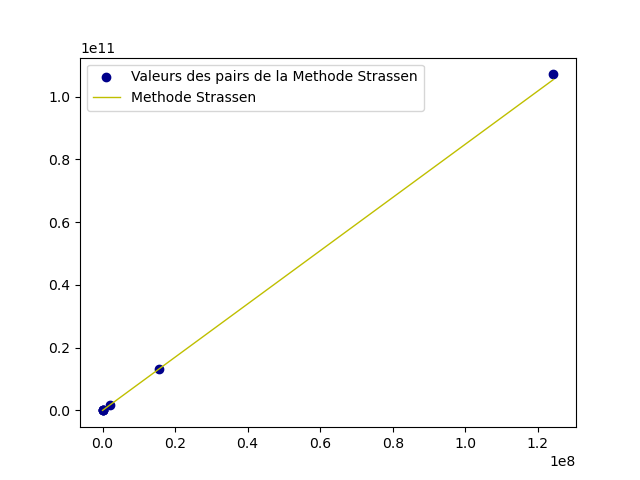 1e11
Valeurs des pairs de la Methode Strassen
Methode Strassen
1.0
0.8
0.6
0.4
0.2
0.0
0.0 0.2 0.4 0.6 0.8 1.0 1.2
1e8